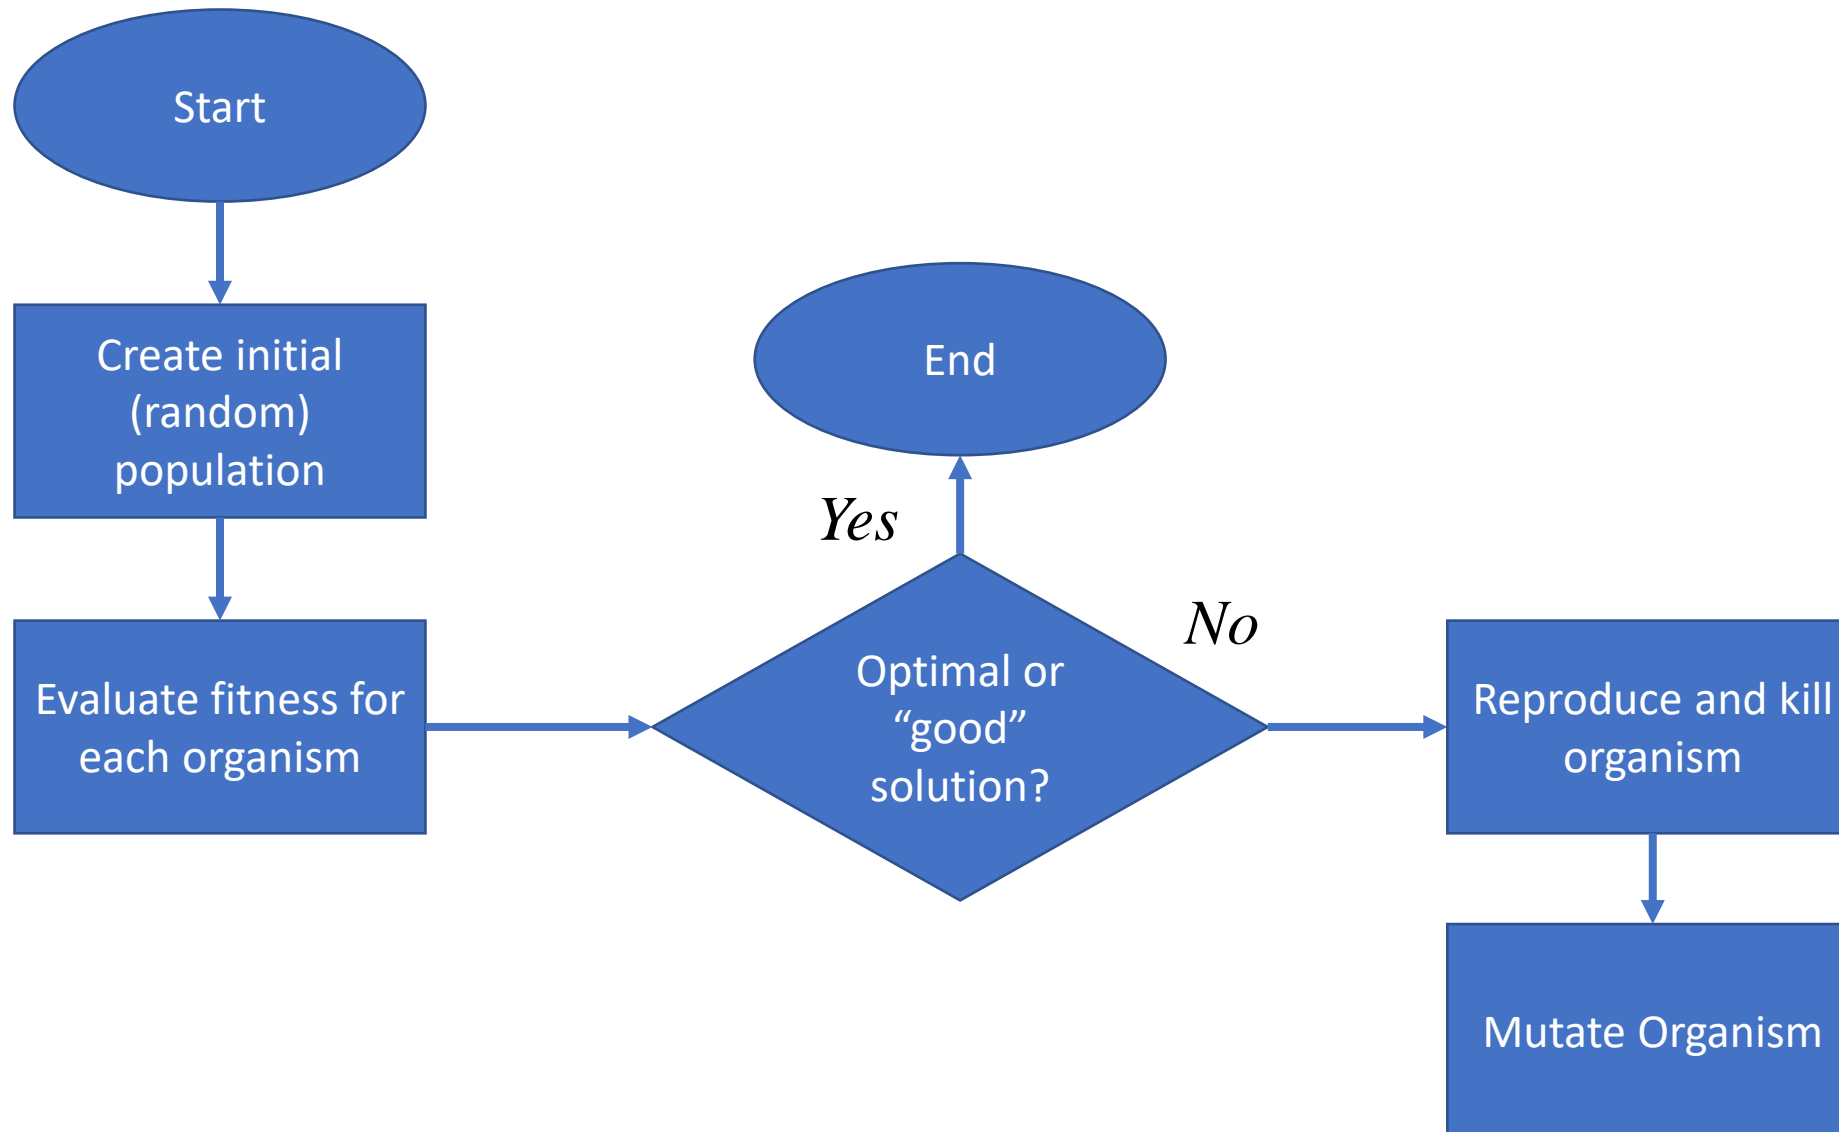 Start
Create initial
(random)
population
Evaluate fitness for
each organism
End
Yes
Optimal or
“good”
solution?
No
Reproduce and kill
organism
Mutate Organism